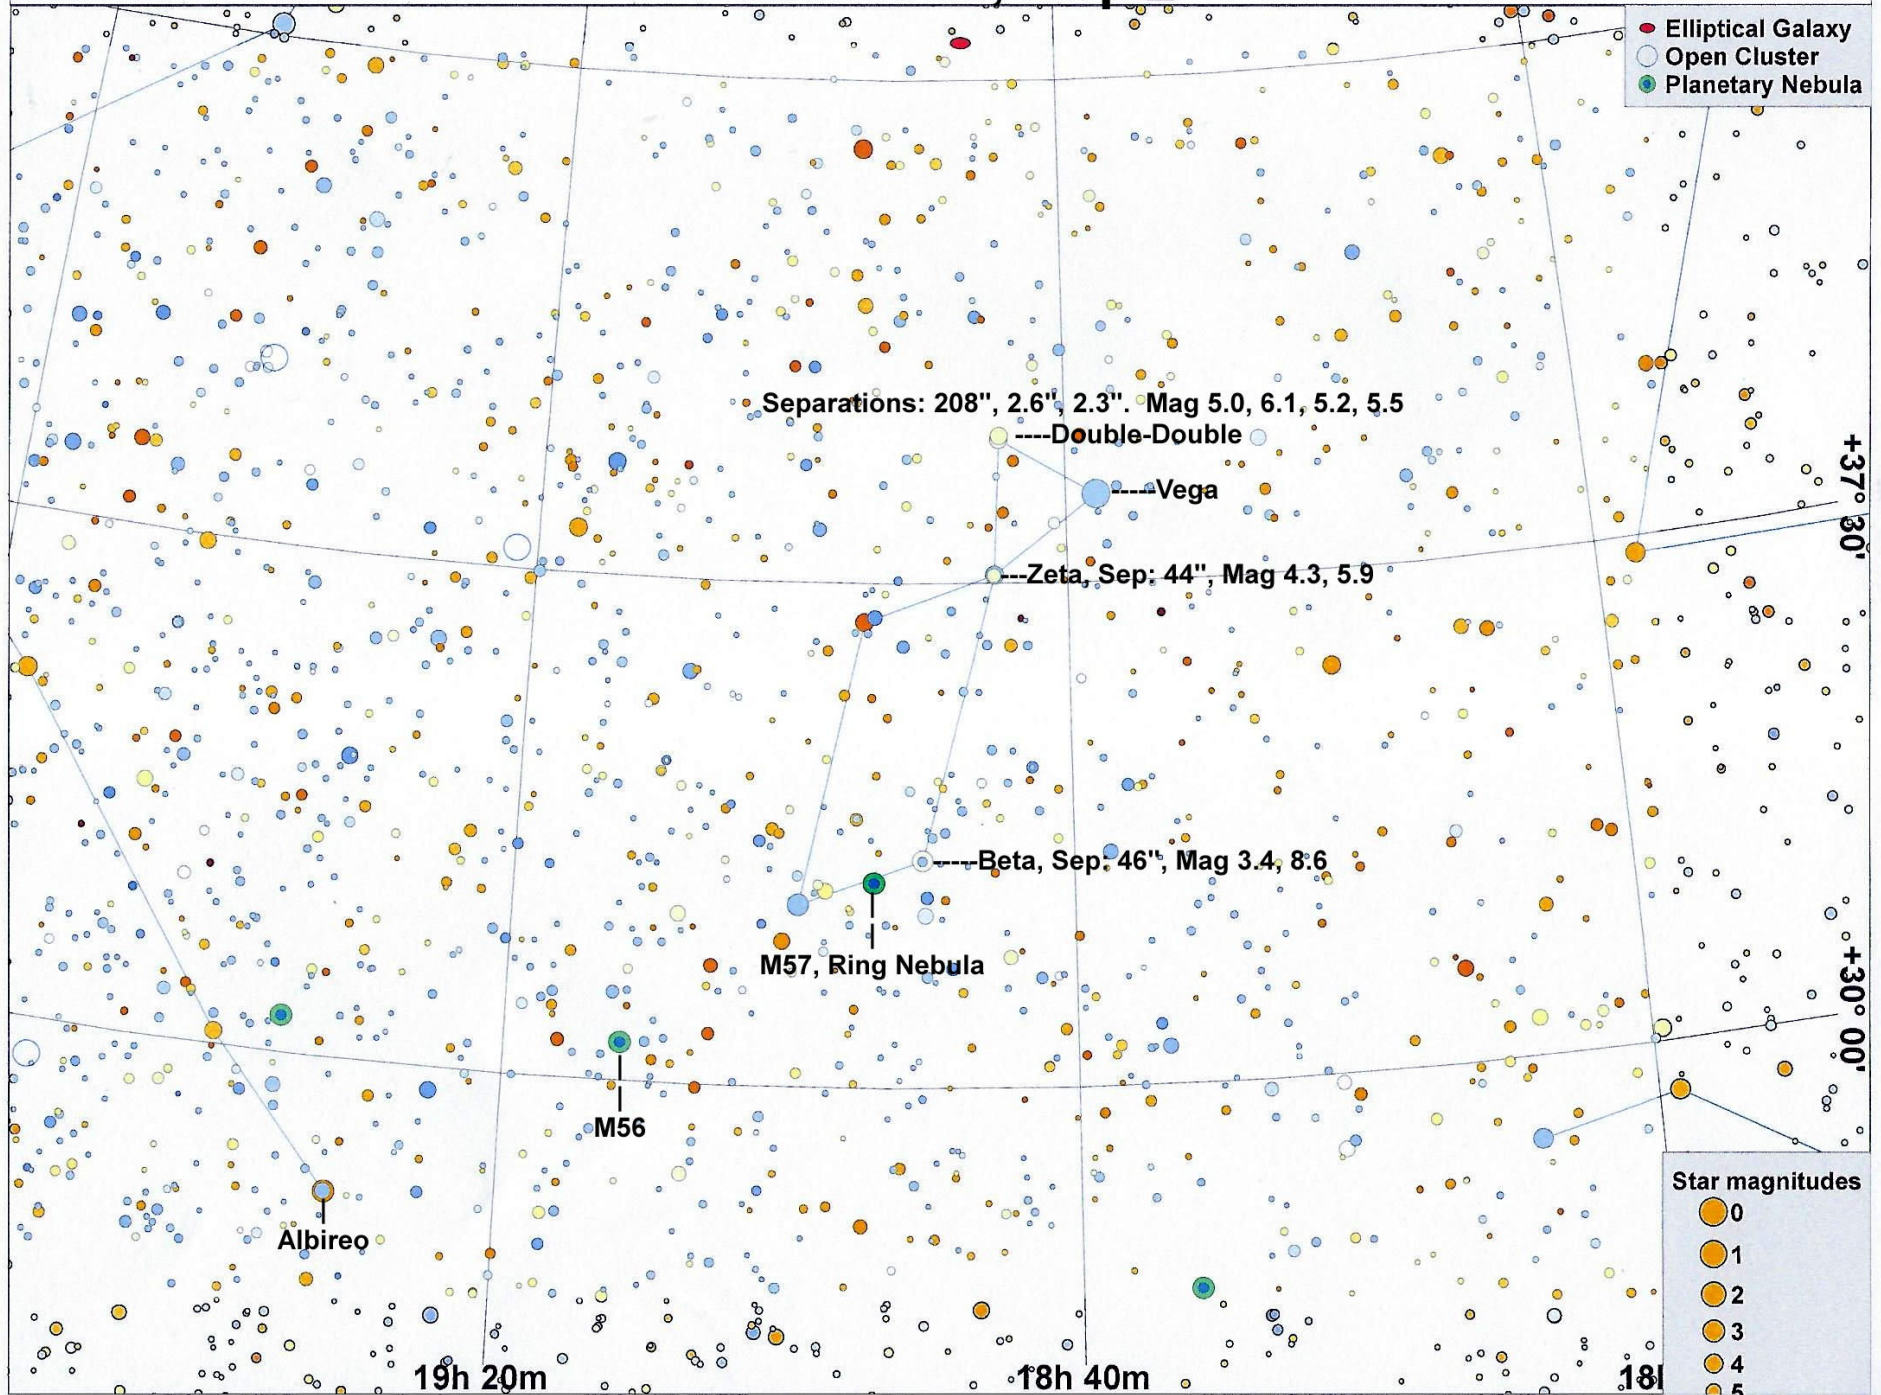 Elliptical Galaxy
Open Cluster
Planetary Nebula
Separations: 208", 2.6", 2.3". Mag 5.0, 6.1, 5.2, 5.5
----Double-Double
-----Vega
+37° 30'
---Zeta, Sep: 44", Mag 4.3, 5.9
-----Beta, Sep: 46", Mag 3.4, 8.6
M57, Ring Nebula
+30° 00'
M56
Albireo
Star magnitudes
0
1
2
3
4
5
19h 20m
18h 40m
18h